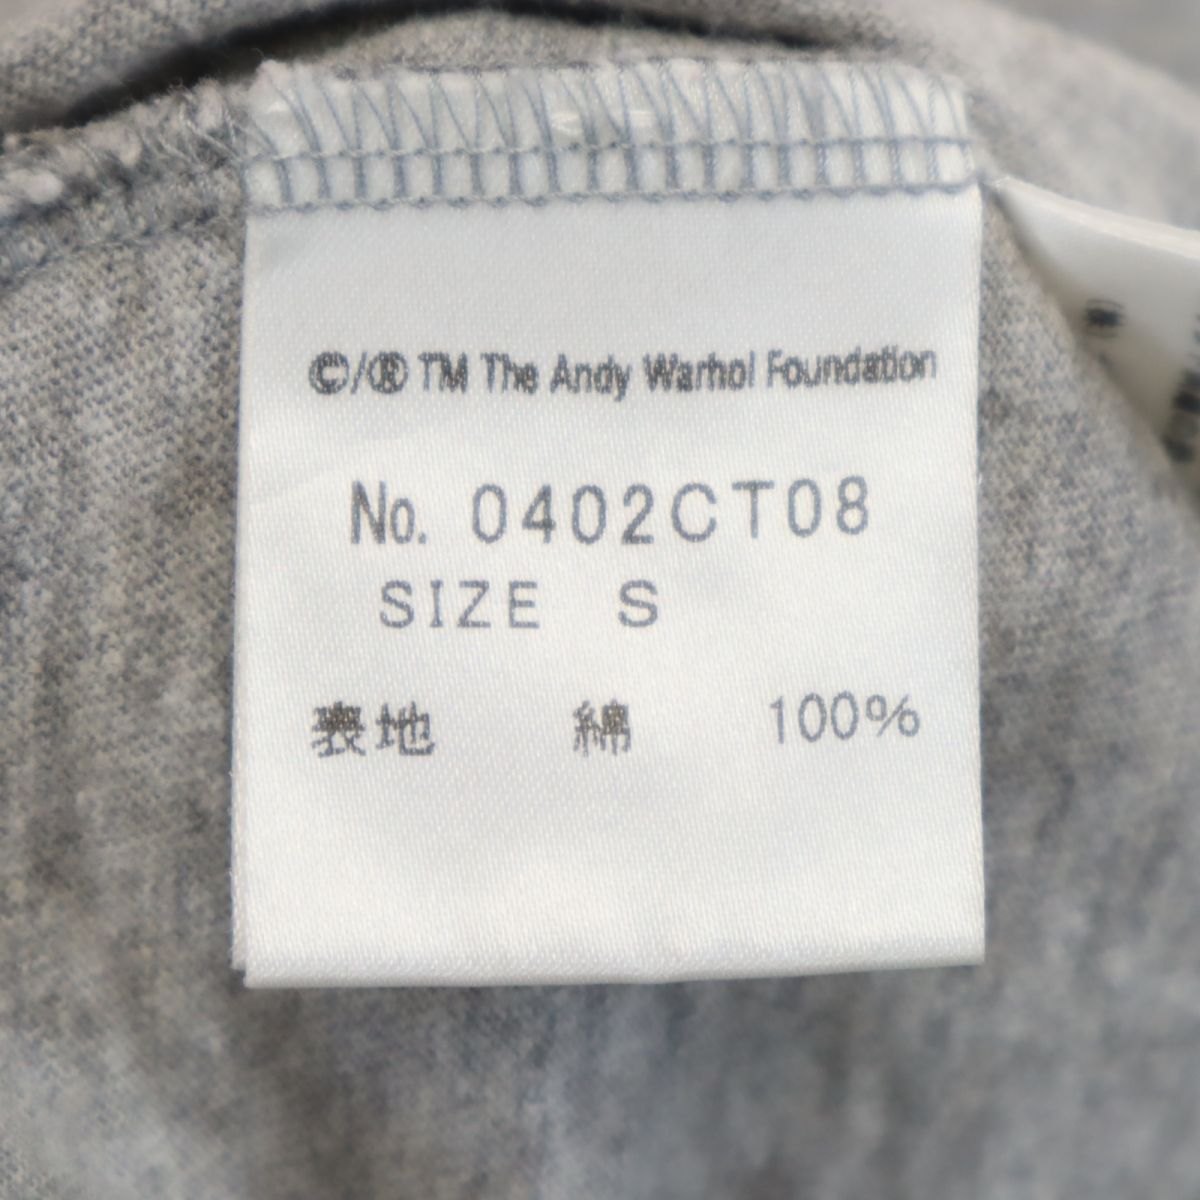 ©/® TM The Andy Warhol Foundation
No. 0402CT08
SIZE S
表地 綿 100%